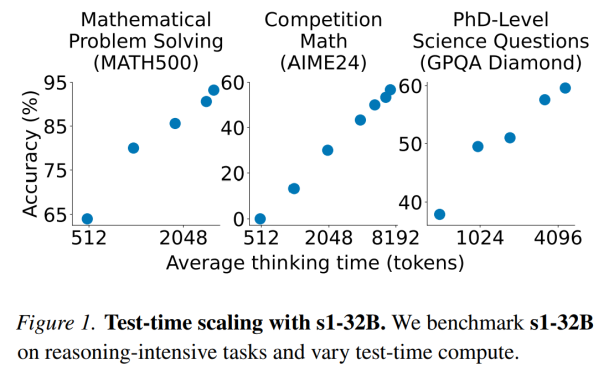 Mathematical
Problem Solving
(MATH500)
Competition
Math
(AIME24)
PhD-Level
Science Questions
(GPQA Diamond)
Accuracy (%)
95
85
75
65
512
2048
60
40
20
0
512
2048
8192
60
50
40
1024
4096
Average thinking time (tokens)
Figure 1. Test-time scaling with s1-32B. We benchmark s1-32B
on reasoning-intensive tasks and vary test-time compute.